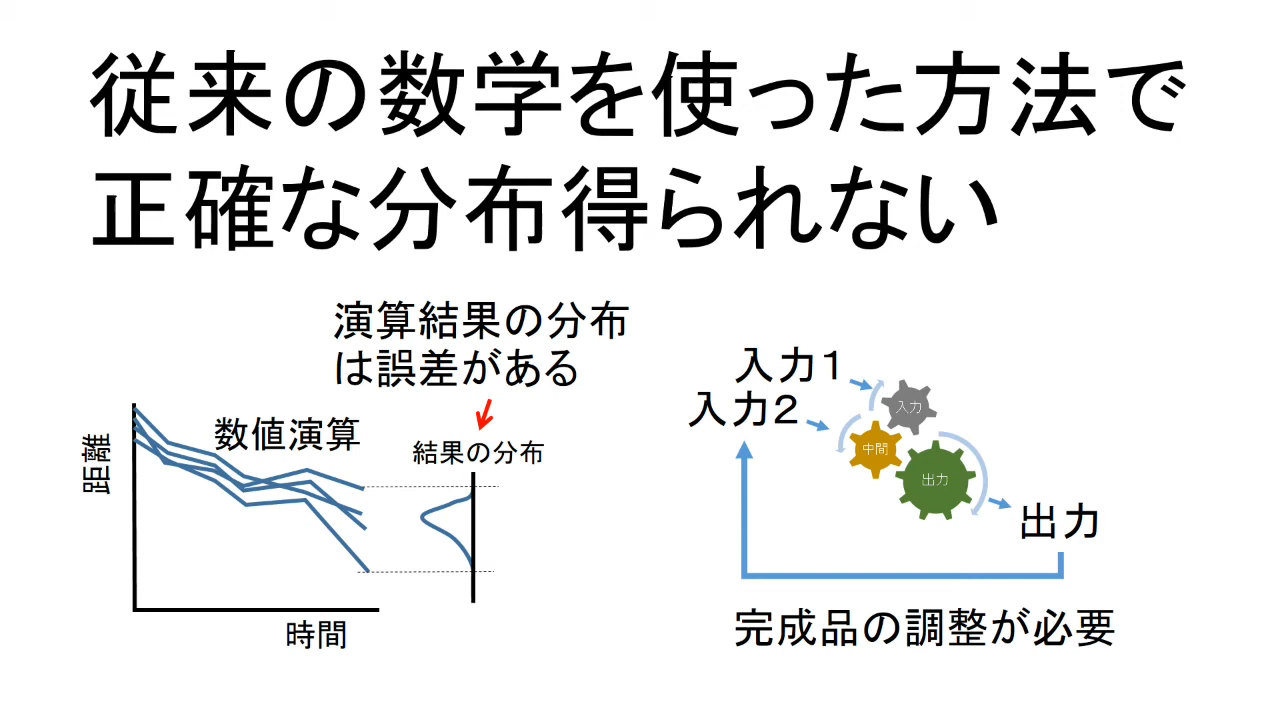 従来の数学を使った方法で
正確な分布得られない
演算結果の分布
は誤差がある
数値演算
結果の分布
距離
時間
入力1
入力2
入力
中間
出力
出力
完成品の調整が必要